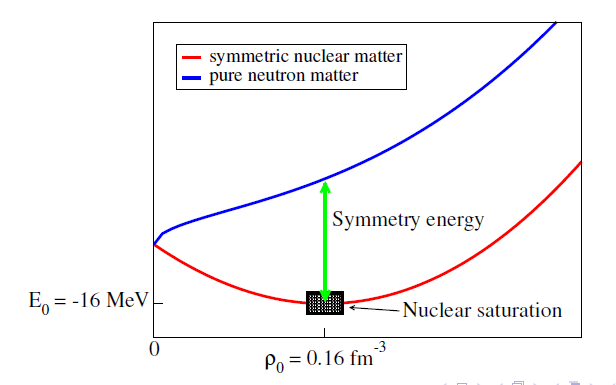 symmetric nuclear matter
pure neutron matter
Symmetry energy
E₀ = -16 MeV
Nuclear saturation
0
ρ₀ = 0.16 fm⁻³